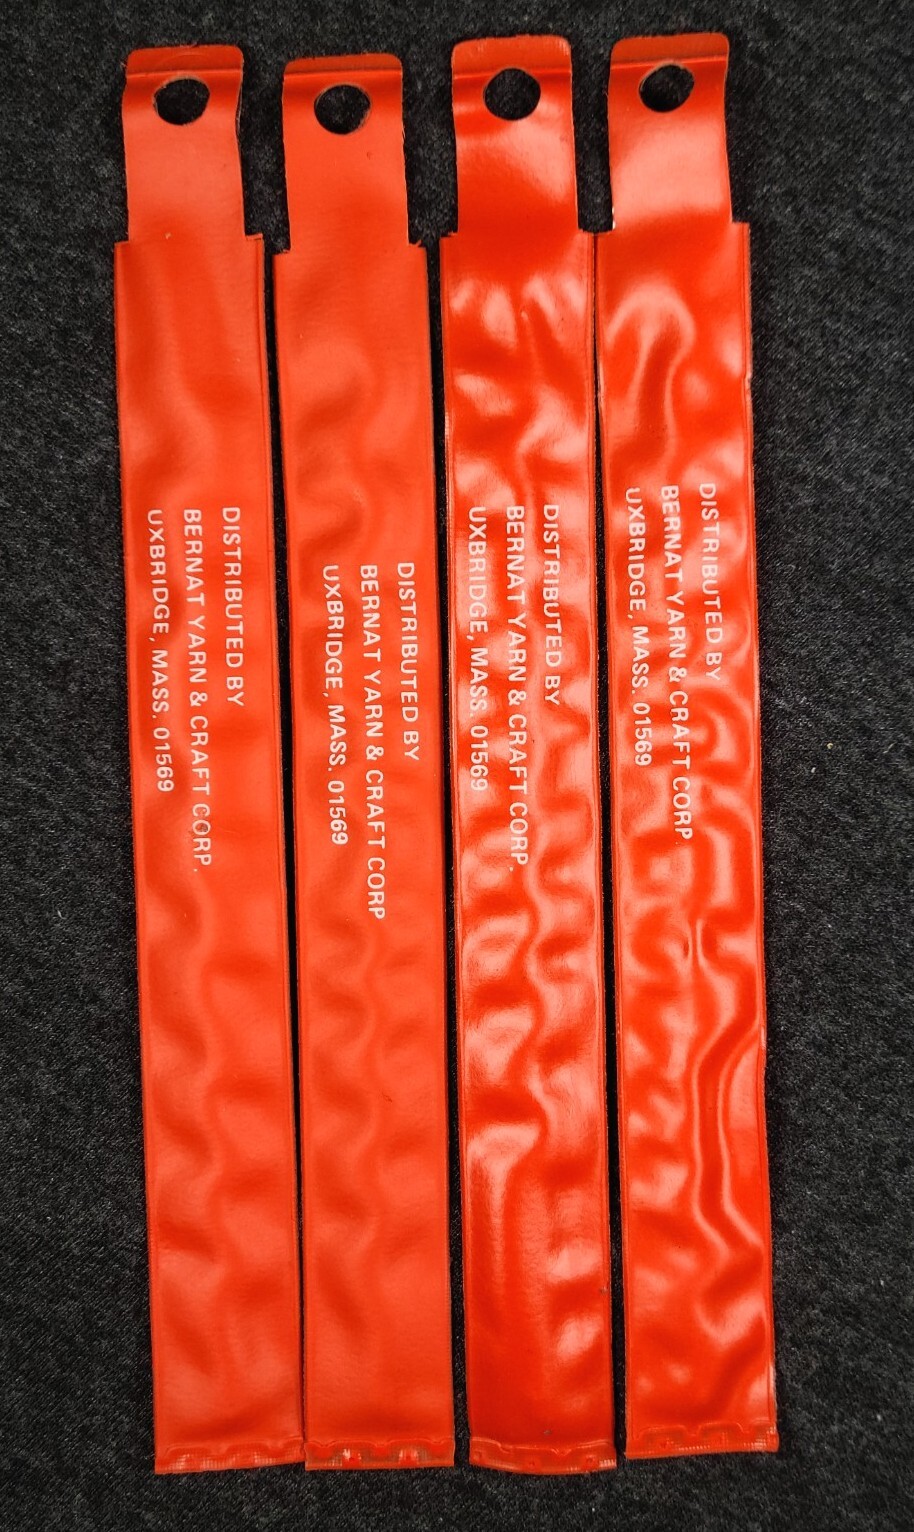 DISTRIBUTED BY
BERNAT YARN & CRAFT CORP.
UXBRIDGE, MASS. 01569
DISTRIBUTED BY
BERNAT YARN & CRAFT CORP
UXBRIDGE, MASS. 01569
DISTRIBUTED BY
BERNAT YARN & CRAFT CORP.
UXBRIDGE, MASS. 01569
DISTRIBUTED BY
BERNAT YARN & CRAFT CORP
UXBRIDGE, MASS. 01569